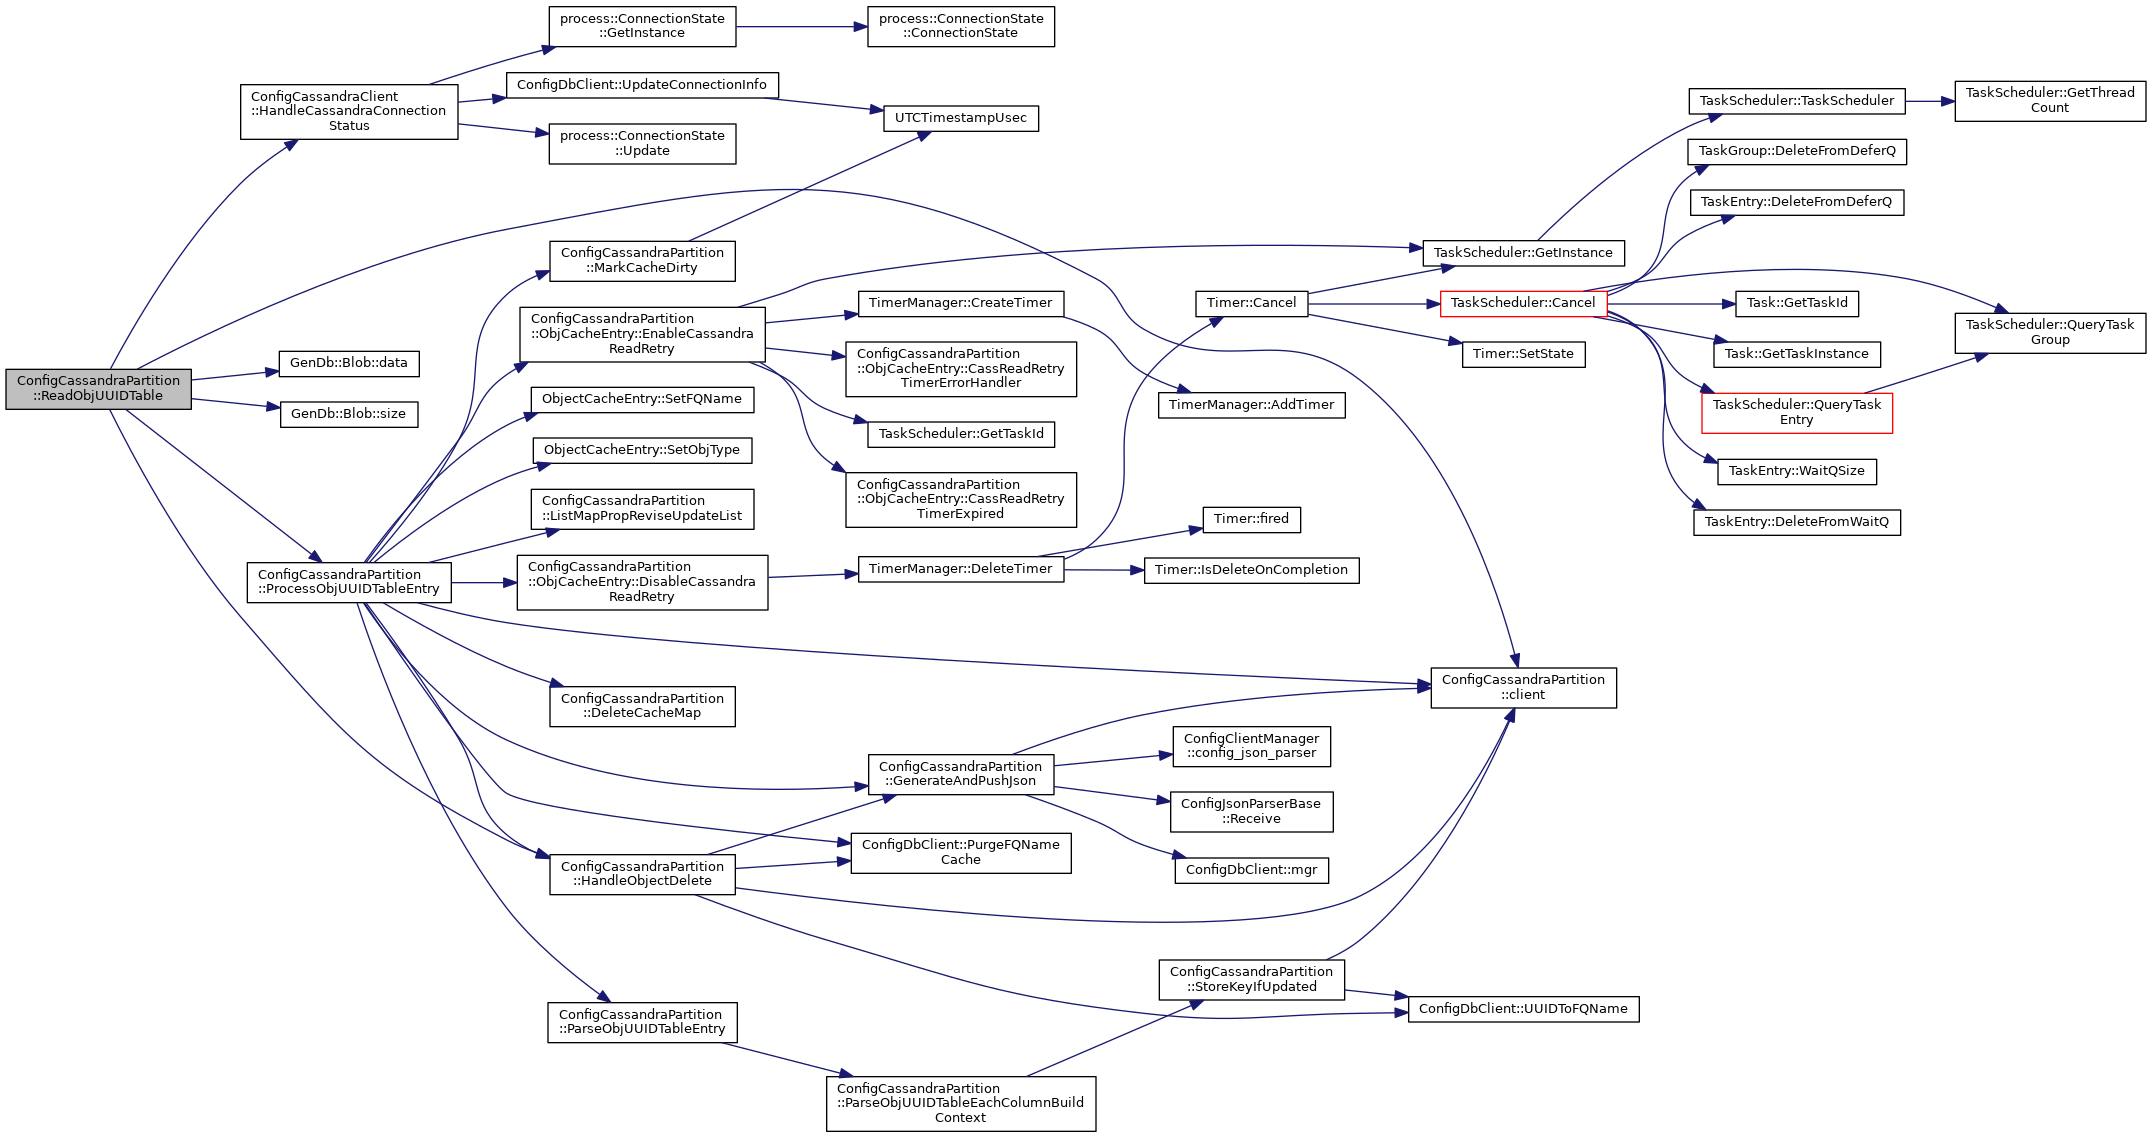 process::ConnectionState
::GetInstance
process::ConnectionState
::ConnectionState
ConfigDbClient::UpdateConnectionInfo
ConfigCassandraClient
::HandleCassandraConnection
Status
UTCTimestampUsec
process::ConnectionState
::Update
TaskScheduler::TaskScheduler
TaskScheduler::GetThread
Count
TaskGroup::DeleteFromDeferQ
TaskEntry::DeleteFromDeferQ
ConfigCassandraPartition
::MarkCacheDirty
TaskScheduler::GetInstance
ConfigCassandraPartition
::ObjCacheEntry::EnableCassandra
ReadRetry
TimerManager::CreateTimer
Timer::Cancel
TaskScheduler::Cancel
Task::GetTaskId
TaskScheduler::QueryTask
Group
GenDb::Blob::data
ConfigCassandraPartition
::ObjCacheEntry::CassReadRetry
TimerErrorHandler
Timer::SetState
Task::GetTaskInstance
ConfigCassandraPartition
::ReadObjUUIDTable
GenDb::Blob::size
ObjectCacheEntry::SetFQName
TimerManager::AddTimer
TaskScheduler::QueryTask
Entry
TaskScheduler::GetTaskId
ObjectCacheEntry::SetObjType
TaskEntry::WaitQSize
ConfigCassandraPartition
::ObjCacheEntry::CassReadRetry
TimerExpired
ConfigCassandraPartition
::ListMapPropReviseUpdateList
Timer::fired
TaskEntry::DeleteFromWaitQ
ConfigCassandraPartition
::ProcessObjUUIDTableEntry
ConfigCassandraPartition
::ObjCacheEntry::DisableCassandra
ReadRetry
TimerManager::DeleteTimer
Timer::IsDeleteOnCompletion
ConfigCassandraPartition
::client
ConfigCassandraPartition
::DeleteCacheMap
ConfigClientManager
::config_json_parser
ConfigCassandraPartition
::GenerateAndPushJson
ConfigJsonParserBase
::Receive
ConfigDbClient::PurgeFQName
Cache
ConfigDbClient::mgr
ConfigCassandraPartition
::HandleObjectDelete
ConfigCassandraPartition
::StoreKeyIfUpdated
ConfigDbClient::UUIDToFQName
ConfigCassandraPartition
::ParseObjUUIDTableEntry
ConfigCassandraPartition
::ParseObjUUIDTableEachColumnBuild
Context